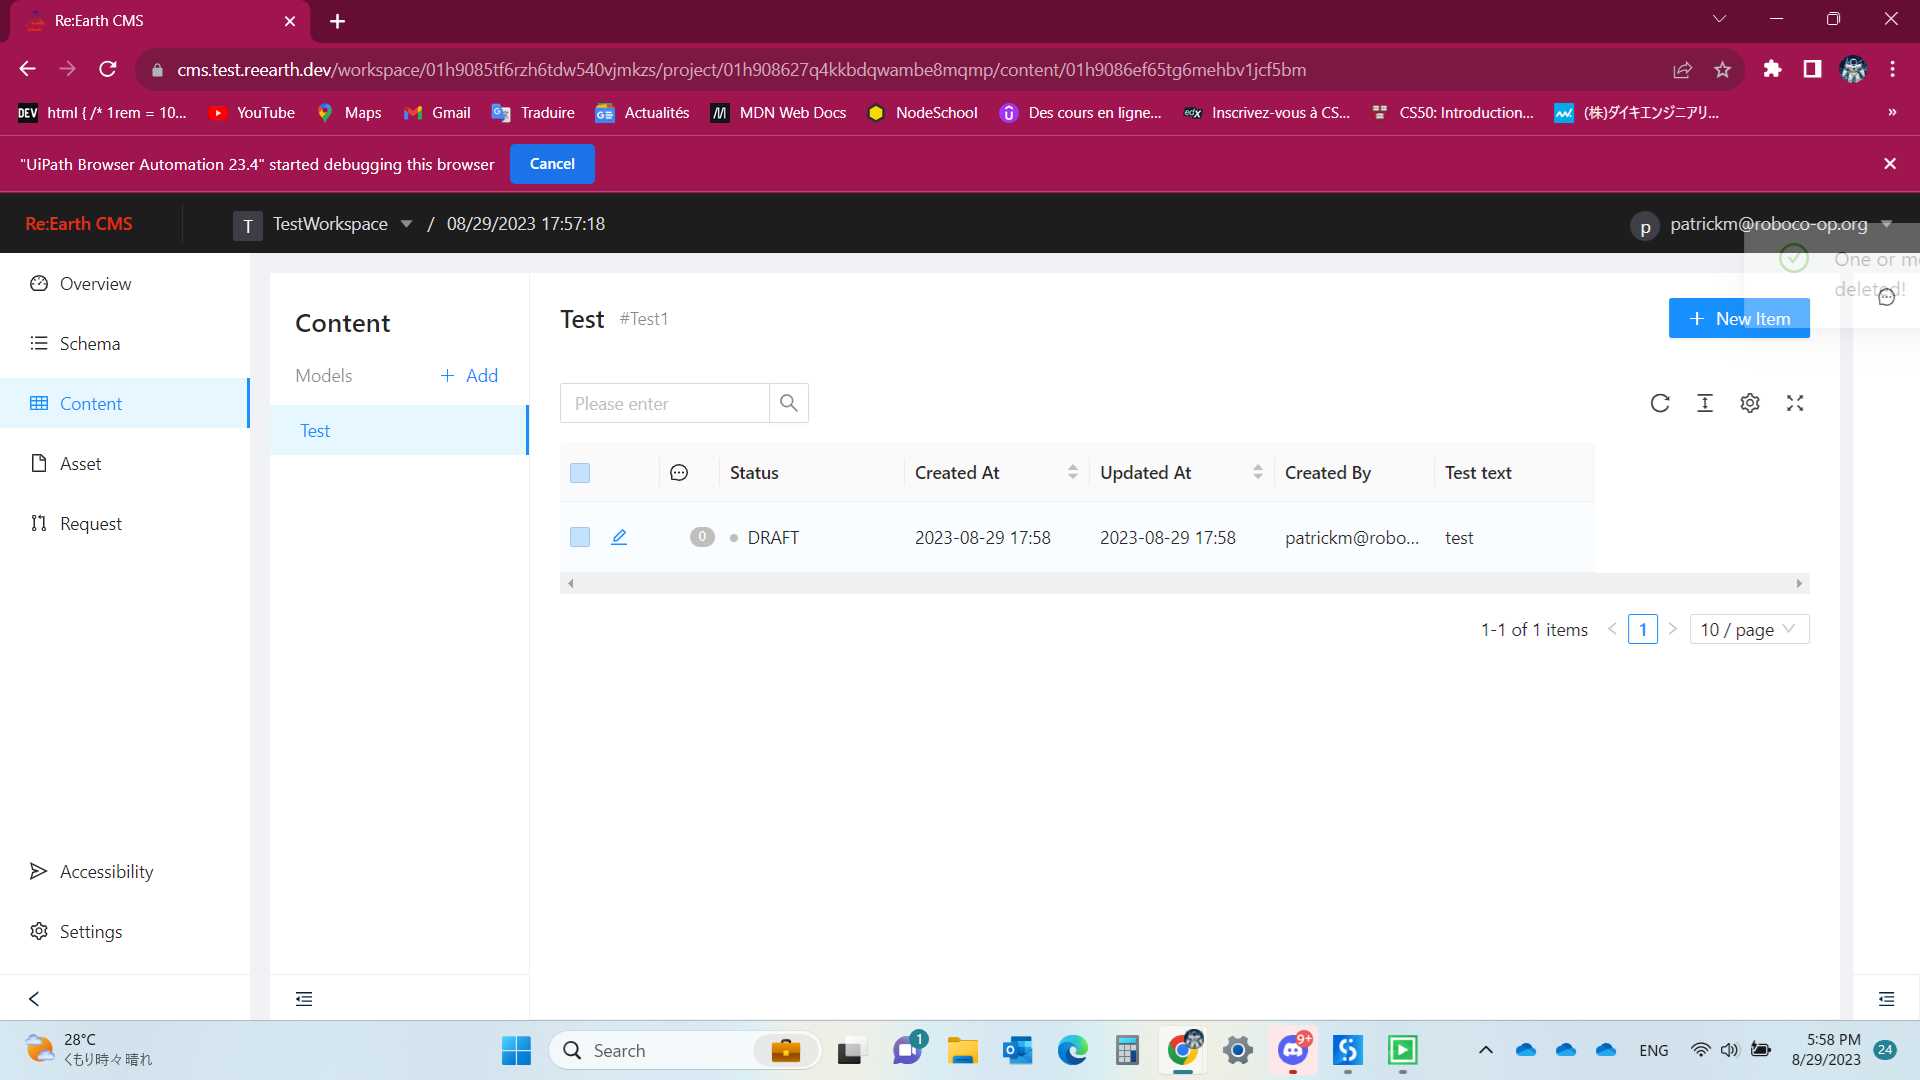 Re:Earth CMS
cms.test.reearth.dev/workspace/01h9085tf6rzh6tdw540vjmkzs/project/01h908627q4kkbdqwambe8mqmp/content/01h9086ef65tg6mehbv1jcf5bm
DEV html { /* 1rem = 10... YouTube Maps Gmail Traduire Actualités MDN Web Docs NodeSchool Des cours en ligne... edX Inscrivez-vous à CS... CS50: Introduction... (株)ダイキエンジニアリ... »
"UiPath Browser Automation 23.4" started debugging this browser Cancel
Re:Earth CMS T TestWorkspace / 08/29/2023 17:57:18 p patrickm@roboco-op.org
One or mo
deleted!
Overview
Schema
Content
Asset
Request
Accessibility
Settings
Content
Models + Add
Test
Test #Test1 + New Item
Please enter
Status Created At Updated At Created By Test text
0 DRAFT 2023-08-29 17:58 2023-08-29 17:58 patrickm@robo... test
1-1 of 1 items < 1 > 10 / page
28°C
くもり時々晴れ
Search
1
9+
ENG
5:58 PM
8/29/2023
24